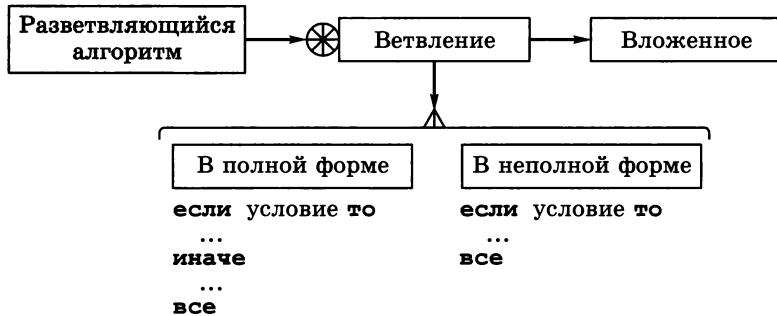 Разветвляющийся
алгоритм
Ветвление
Вложенное
В полной форме
В неполной форме
если условие то
...
иначе
...
все
если условие то
...
все